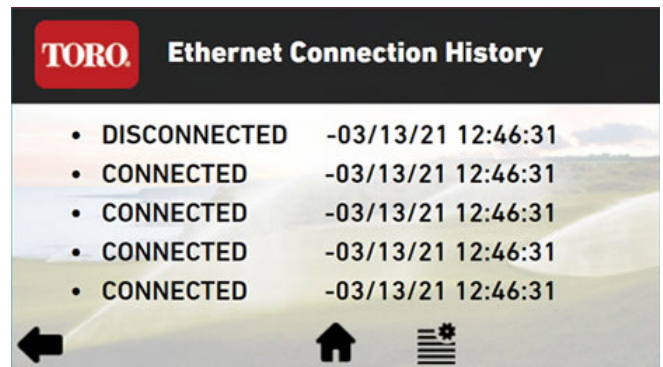 TORO. Ethernet Connection History
• DISCONNECTED -03/13/21 12:46:31
• CONNECTED -03/13/21 12:46:31
• CONNECTED -03/13/21 12:46:31
• CONNECTED -03/13/21 12:46:31
• CONNECTED -03/13/21 12:46:31